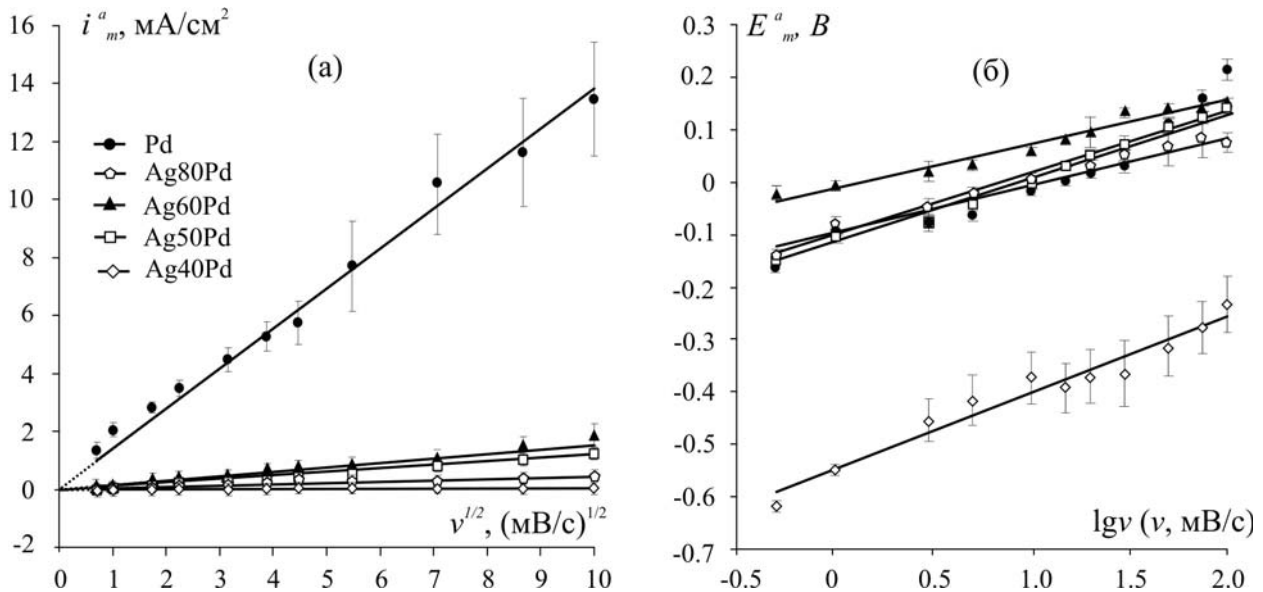 i ᵃₘ, мА/см²
(а)
16
14
12
10
8
6
4
2
0
-2
Pd
Ag80Pd
Ag60Pd
Ag50Pd
Ag40Pd
v^{1/2}, (мВ/с)^{1/2}
0 1 2 3 4 5 6 7 8 9 10
E ᵃₘ, В
(б)
0.3
0.2
0.1
0
-0.1
-0.2
-0.3
-0.4
-0.5
-0.6
-0.7
lgv (v, мВ/с)
-0.5 0 0.5 1.0 1.5 2.0